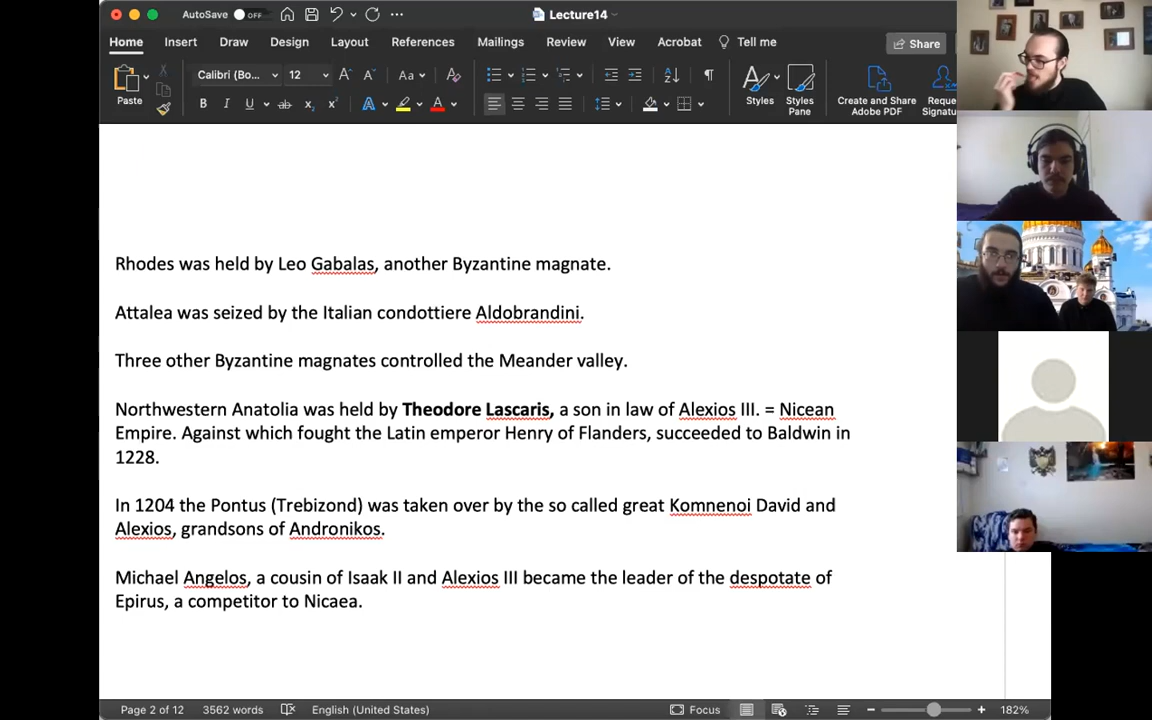 AutoSave OFF
Lecture14
Home Insert Draw Design Layout References Mailings Review View Acrobat Tell me
Share
Paste
Calibri (Bo... 12
Styles
Styles Pane
Create and Share Adobe PDF
Reque Signatu
Rhodes was held by Leo Gabalas, another Byzantine magnate.
Attalea was seized by the Italian condottiere Aldobrandini.
Three other Byzantine magnates controlled the Meander valley.
Northwestern Anatolia was held by Theodore Lascaris, a son in law of Alexios III. = Nicean
Empire. Against which fought the Latin emperor Henry of Flanders, succeeded to Baldwin in
1228.
In 1204 the Pontus (Trebizond) was taken over by the so called great Komnenoi David and
Alexios, grandsons of Andronikos.
Michael Angelos, a cousin of Isaak II and Alexios III became the leader of the despotate of
Epirus, a competitor to Nicaea.
Page 2 of 12 3562 words English (United States) Focus 182%